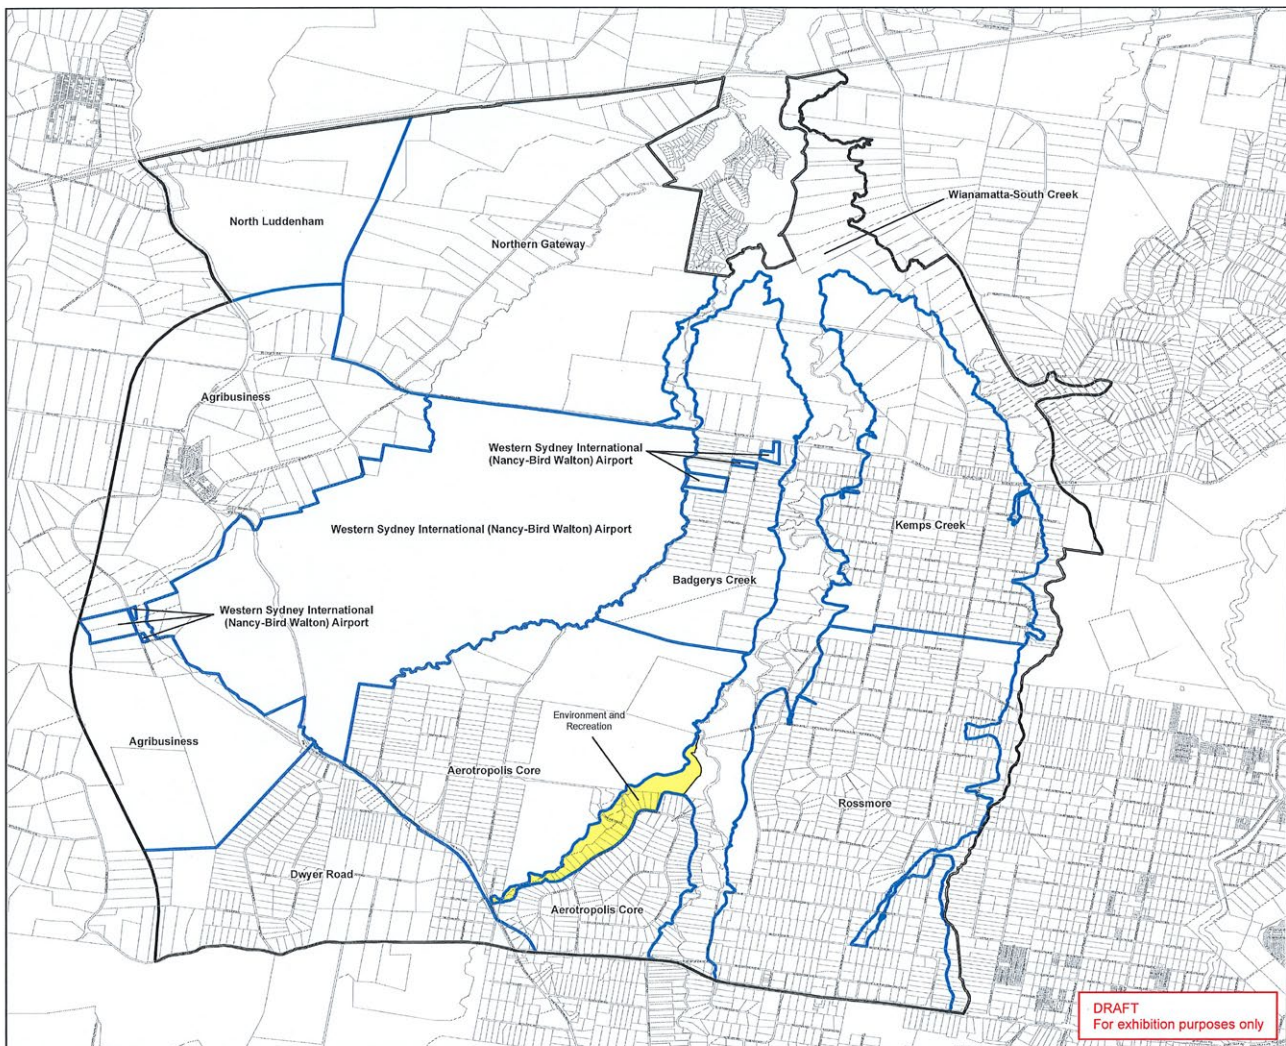 Wianamatta-South Creek
North Luddenham
Northern Gateway
Agribusiness
Western Sydney International
(Nancy-Bird Walton) Airport
Western Sydney International (Nancy-Bird Walton) Airport
Kemps Creek
Badgerys Creek
Western Sydney International
(Nancy-Bird Walton) Airport
Environment and
Recreation
Agribusiness
Aerotropolis Core
Rossmore
Dwyer Road
Aerotropolis Core
DRAFT
For exhibition purposes only